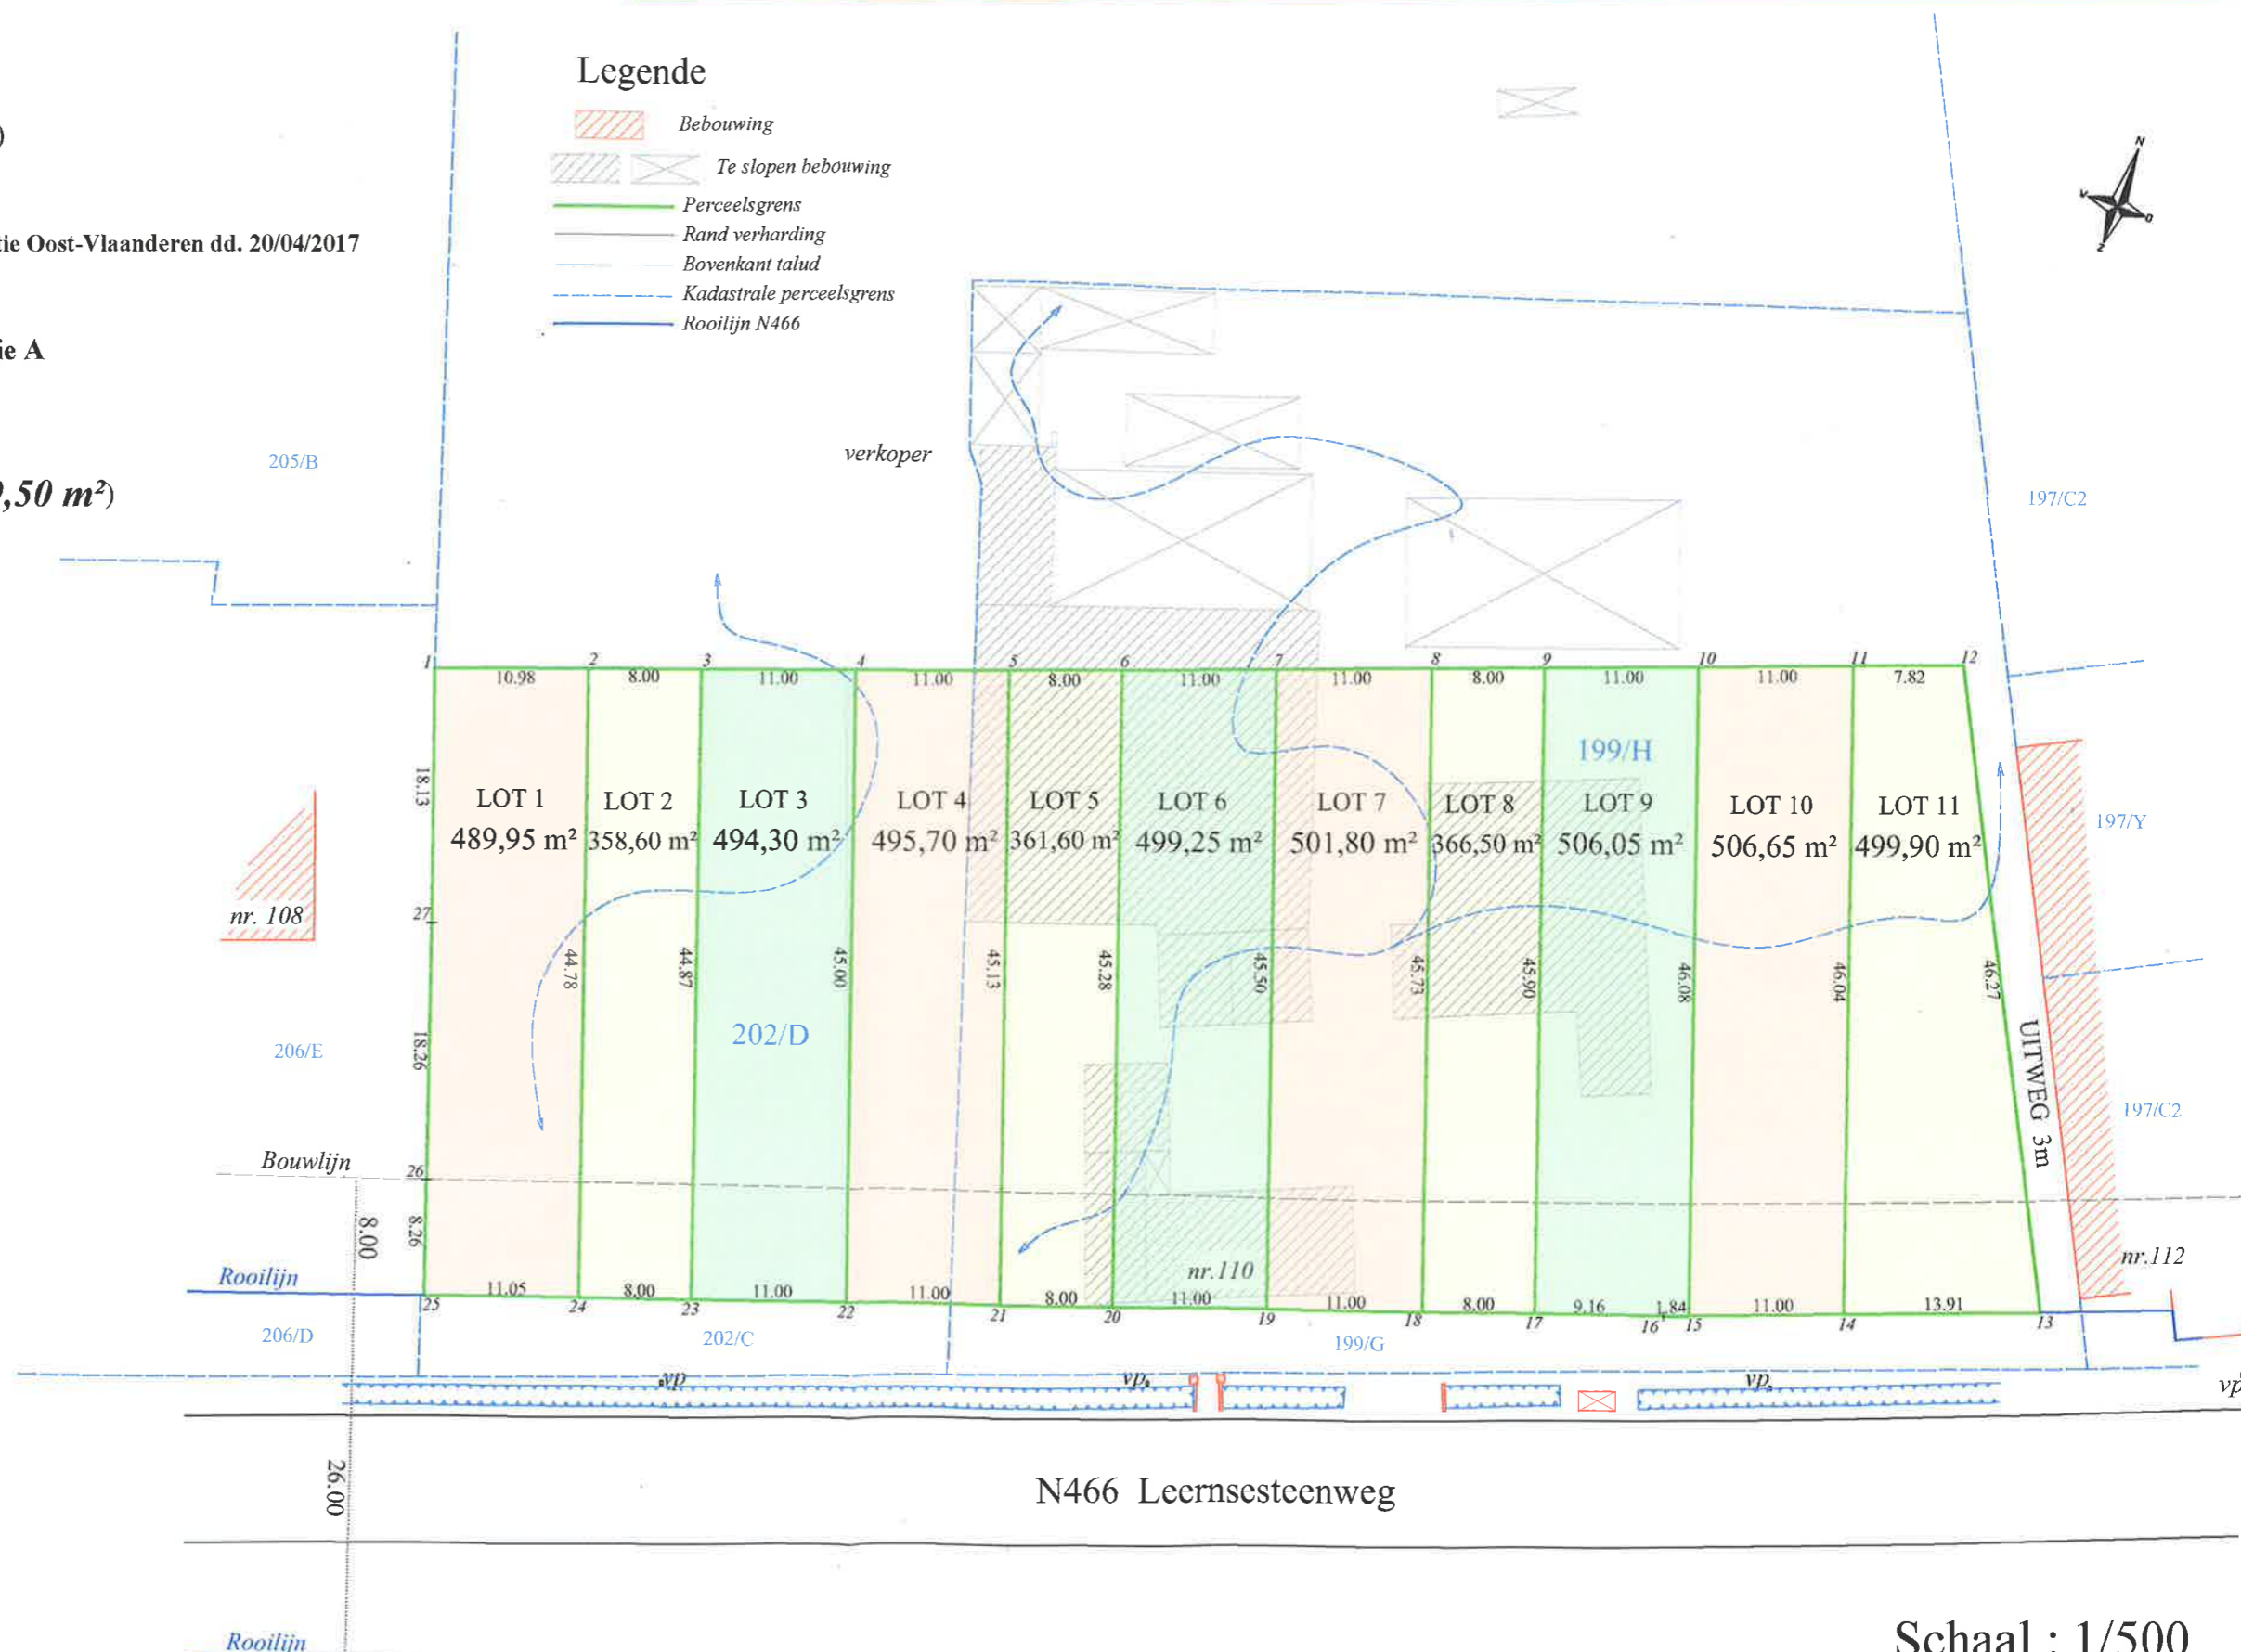 Legende
Bebouwing
Te slopen bebouwing
Perceelsgrens
Rand verharding
Bovenkant talud
Kadastrale perceelsgrens
Rooilijn N466
)
tie Oost-Vlaanderen dd. 20/04/2017
ie A
,50 m²)
N
V
O
Z
205/B
verkoper
197/C2
1 2 3 4 5 6 7 8 9 10 11 12
10.98 8.00 11.00 11.00 8.00 11.00 11.00 8.00 11.00 11.00 7.82
199/H
18.13
LOT 1
489,95 m²
LOT 2
358,60 m²
LOT 3
494,30 m²
LOT 4
495,70 m²
LOT 5
361,60 m²
LOT 6
499,25 m²
LOT 7
501,80 m²
LOT 8
366,50 m²
LOT 9
506,05 m²
LOT 10
506,65 m²
LOT 11
499,90 m²
197/Y
nr. 108
27
44.78 44.87 45.00 45.13 45.28 45.50 45.73 45.90 46.08 46.04 46.27
202/D
206/E
18.26
UITWEG 3m
197/C2
Bouwlijn
26
8.00
8.26
nr.110
nr.112
Rooilijn
11.05 8.00 11.00 11.00 8.00 11.00 11.00 8.00 9.16 1.84 11.00 13.91
25 24 23 22 21 20 19 18 17 16 15 14 13
206/D
202/C
199/G
vp vp vp vp
26.00
N466 Leernsesteenweg
Rooilijn
Schaal : 1/500